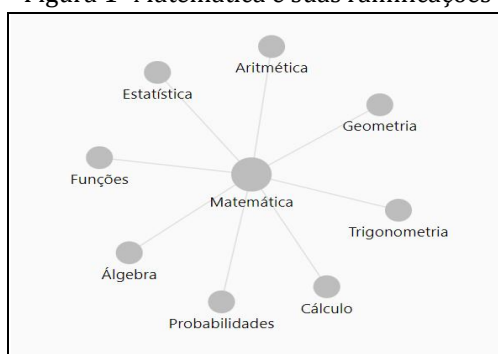 Figura 1- Matemática e suas ramificações
Aritmética
Estatística
Geometria
Funções
Matemática
Trigonometria
Álgebra
Cálculo
Probabilidades